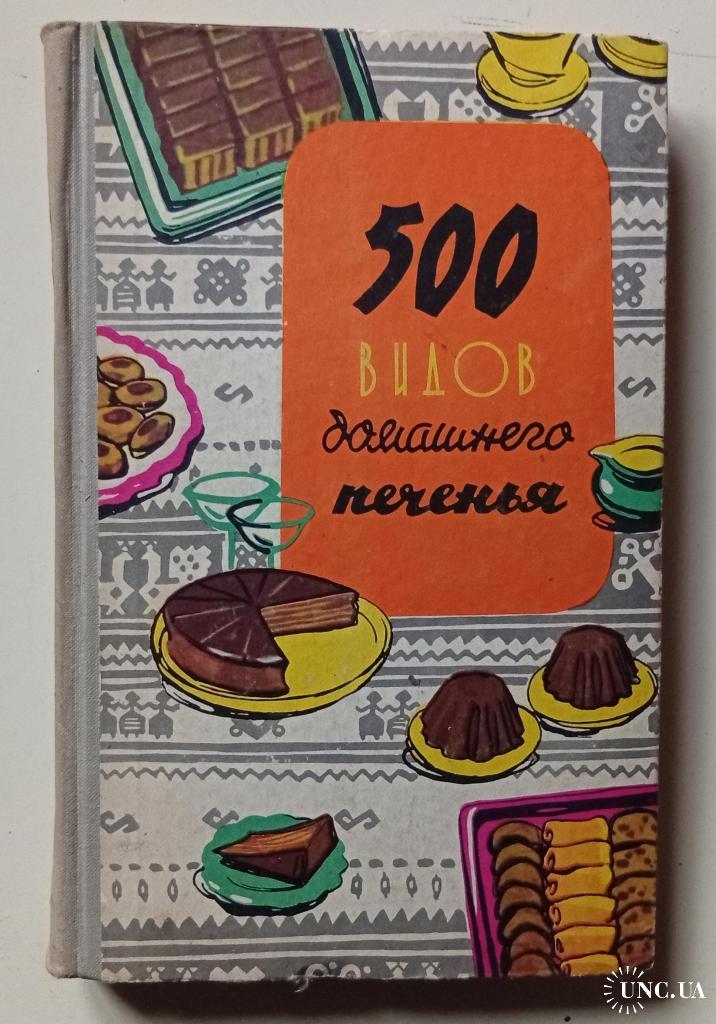 500
ВИДОВ
домашнего
печенья
UNC.UA